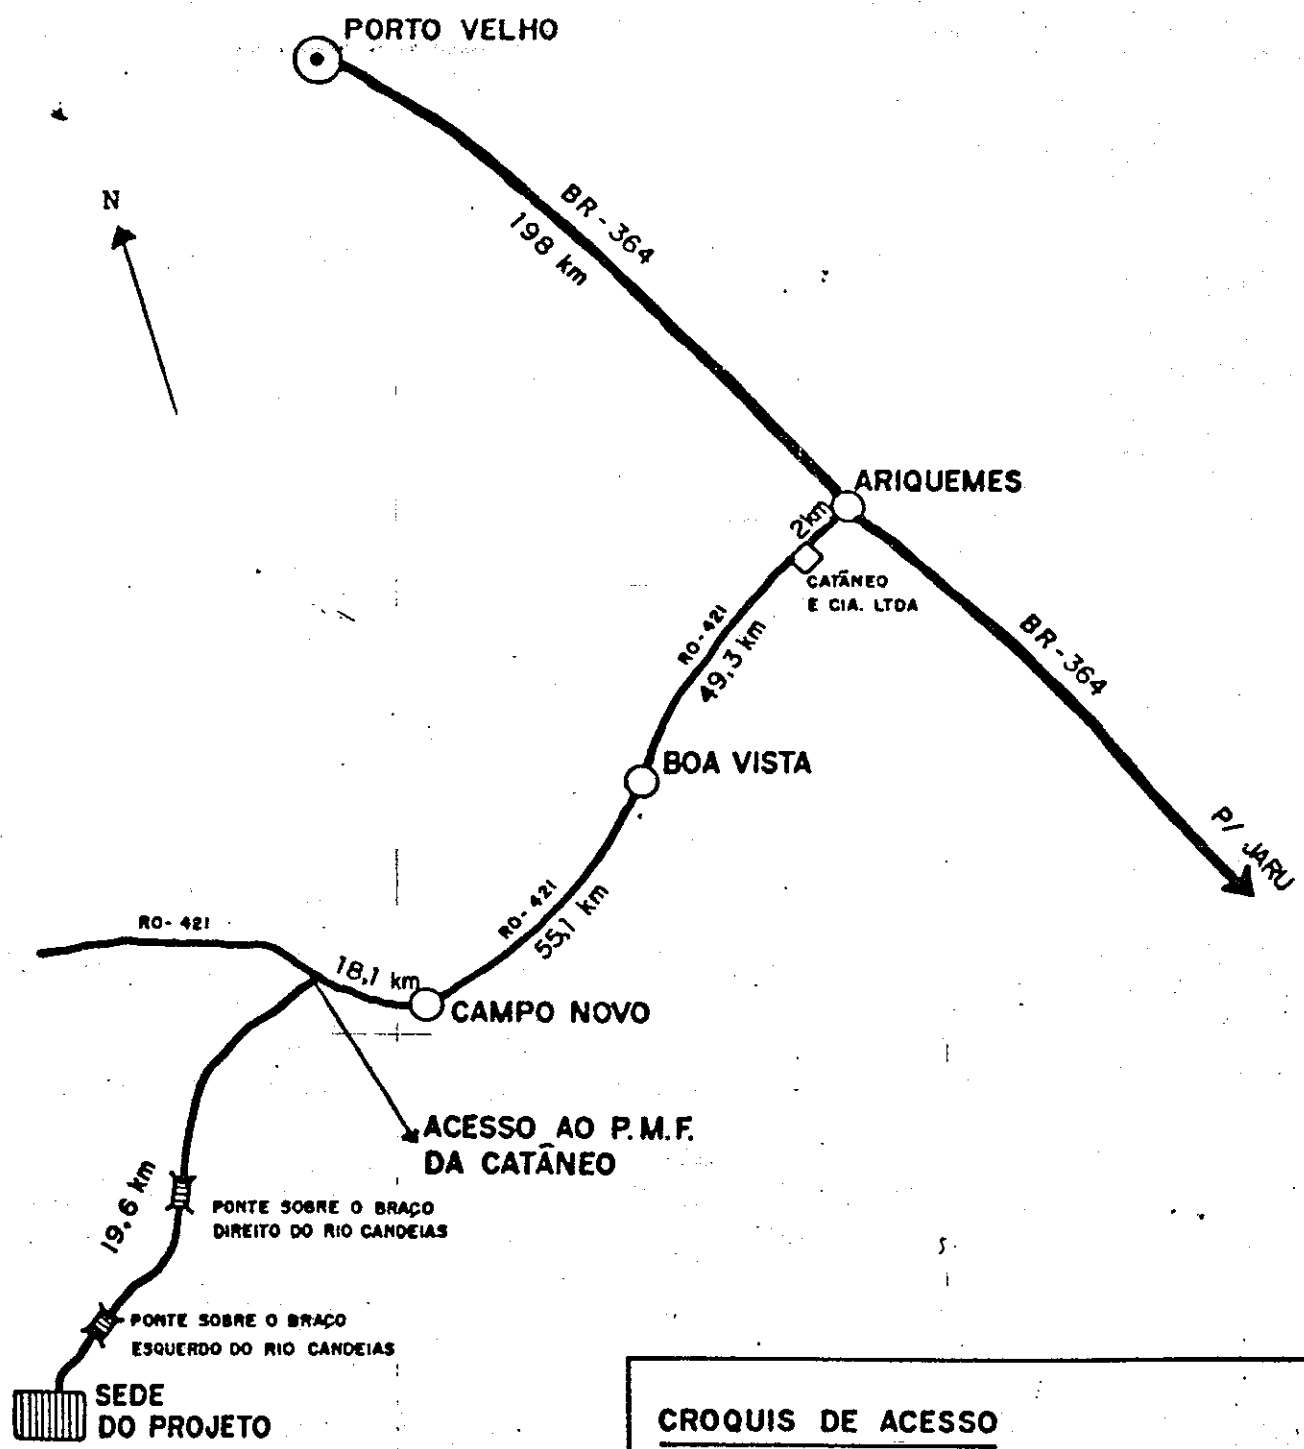 PORTO VELHO
N
BR-364
198 km
ARIQUEMES
2km
CATÂNEO
E CIA. LTDA
RO-421
49,3 km
BR-364
BOA VISTA
P/ JARU
RO-421
55,1 km
RO-421
18,1 km
CAMPO NOVO
ACESSO AO P.M.F.
DA CATÂNEO
19,6 km
PONTE SOBRE O BRAÇO
DIREITO DO RIO CANDEIAS
PONTE SOBRE O BRAÇO
ESQUERDO DO RIO CANDEIAS
SEDE
DO PROJETO
CROQUIS DE ACESSO